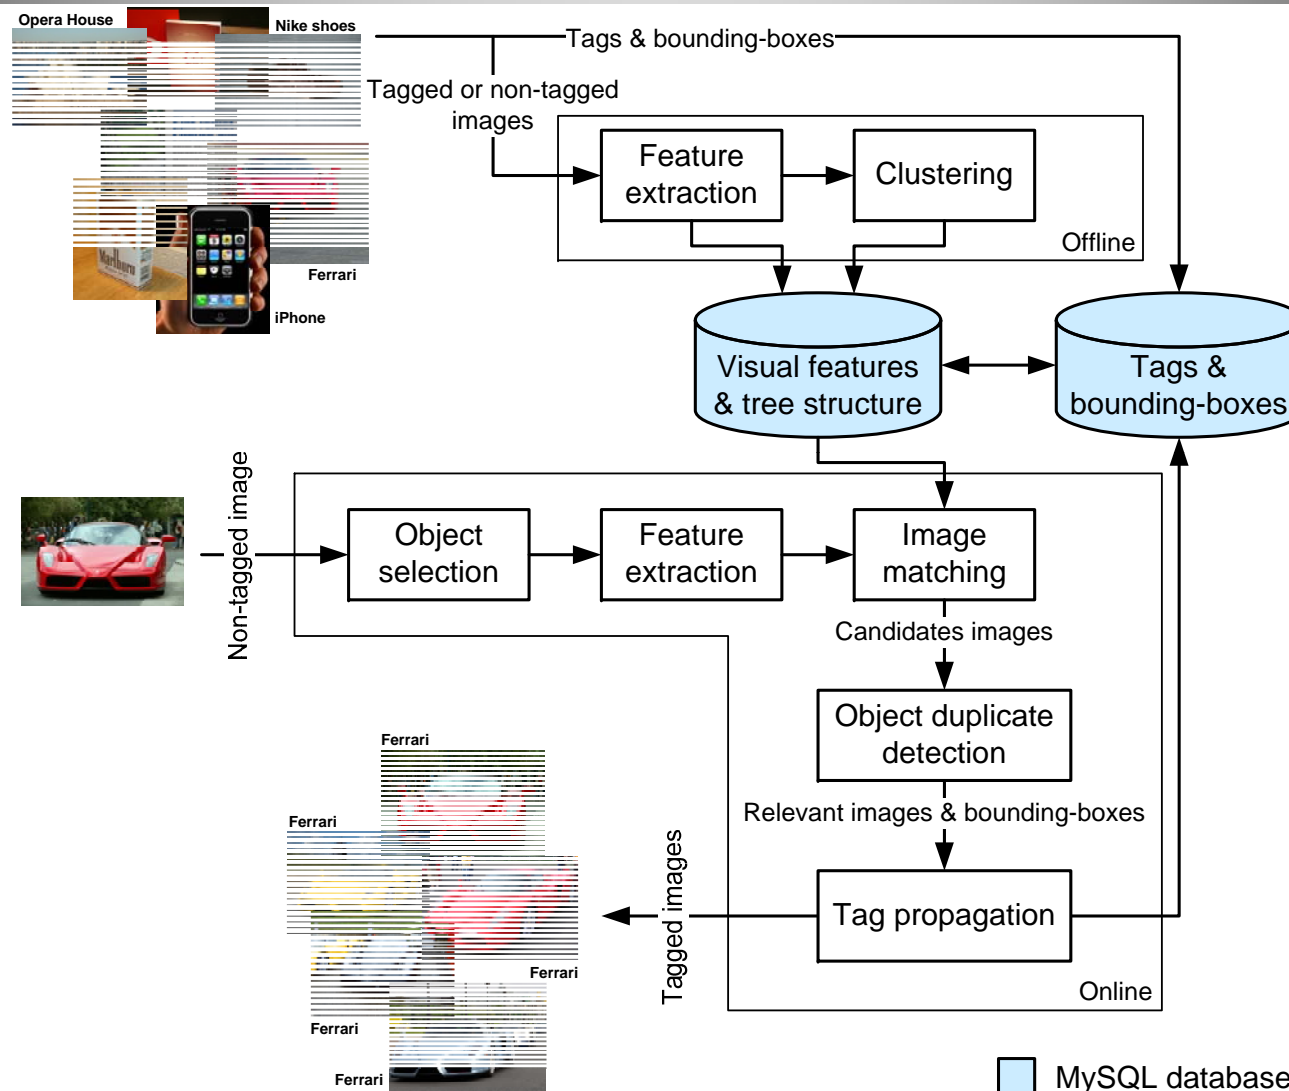 Opera House
Nike shoes
Tags & bounding-boxes
Tagged or non-tagged
images
Feature
extraction
Clustering
Offline
Marlboro
Ferrari
iPhone
Visual features
& tree structure
Tags &
bounding-boxes
Non-tagged image
Object
selection
Feature
extraction
Image
matching
Candidates images
Object duplicate
detection
Relevant images & bounding-boxes
Tag propagation
Tagged images
Online
Ferrari
Ferrari
Ferrari
Ferrari
Ferrari
MySQL database